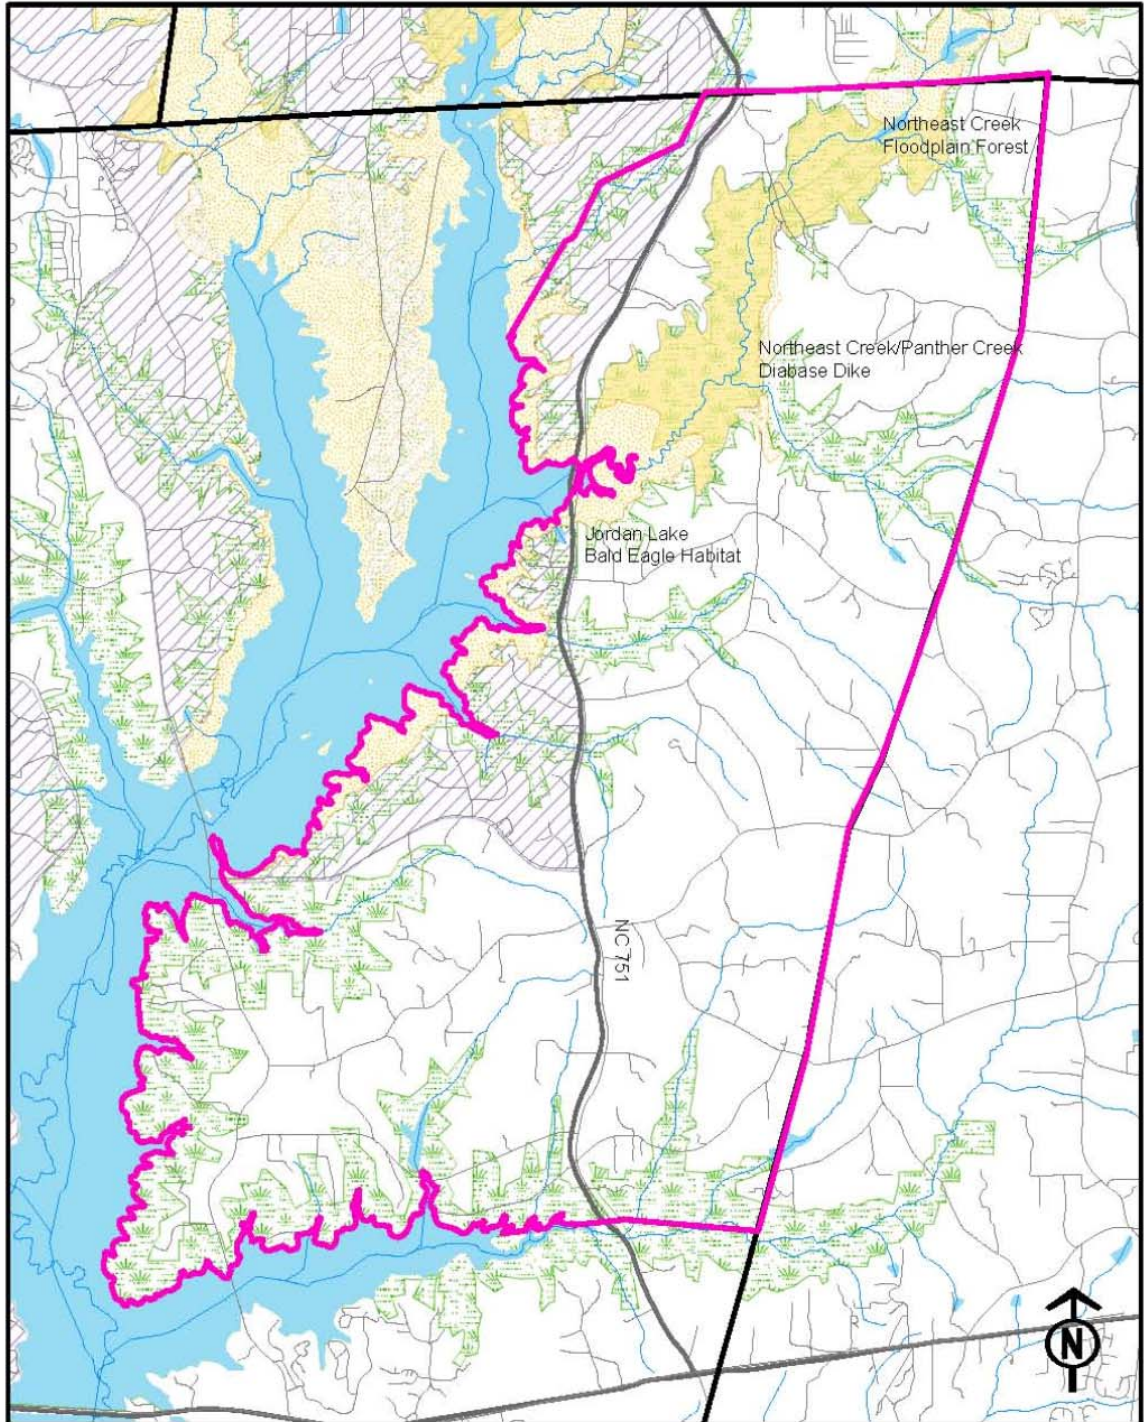 Northeast Creek
Floodplain Forest
Northeast Creek/Panther Creek
Diabase Dike
Jordan Lake
Bald Eagle Habitat
NC 751
N